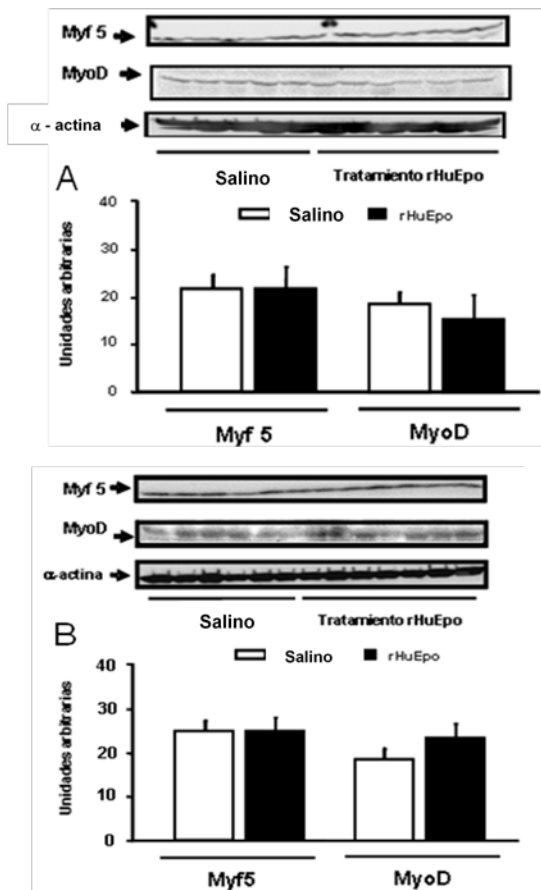 Myf 5
MyoD
α - actina
Salino
Tratamiento rHuEpo
A
Salino
rHuEpo
Unidades arbitrarias
40
30
20
10
0
Myf 5
MyoD
Myf 5
MyoD
α-actina
Salino
Tratamiento rHuEpo
B
Salino
rHuEpo
Unidades arbitrarias
40
30
20
10
0
Myf5
MyoD